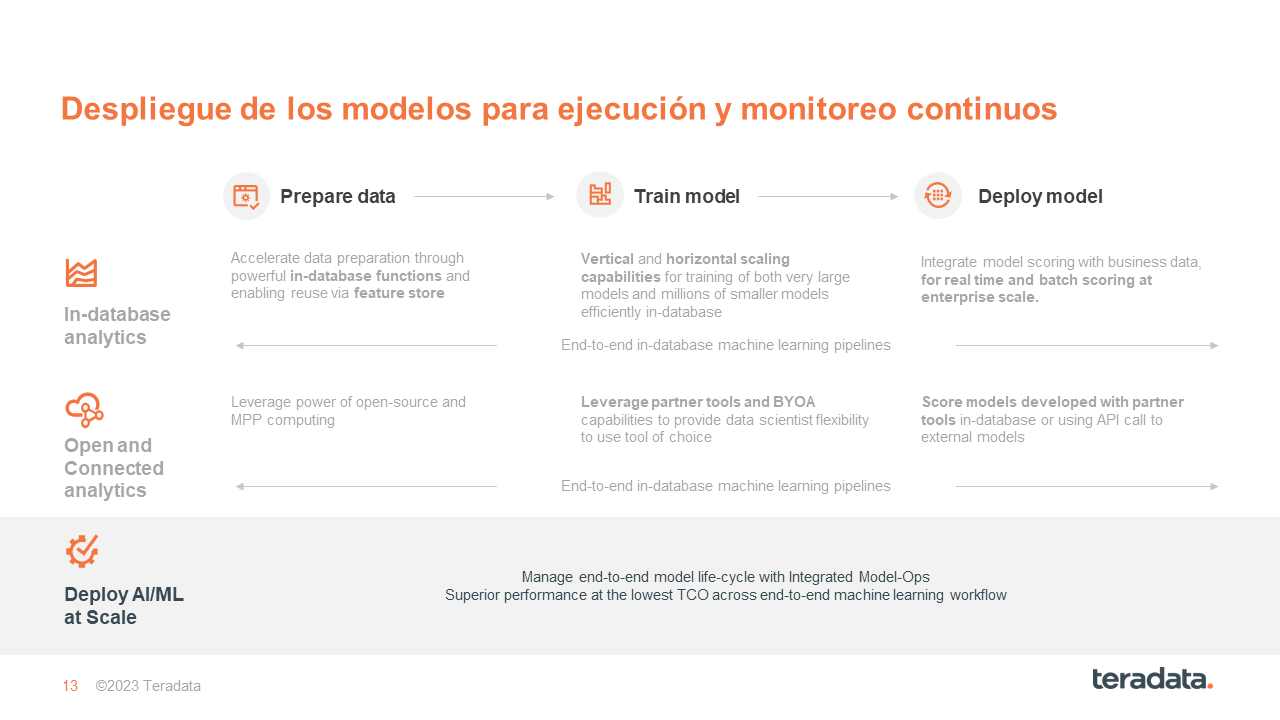 Despliegue de los modelos para ejecución y monitoreo continuos
Prepare data
Train model
Deploy model
In-database
analytics
Accelerate data preparation through
powerful in-database functions and
enabling reuse via feature store
Vertical and horizontal scaling
capabilities for training of both very large
models and millions of smaller models
efficiently in-database
Integrate model scoring with business data,
for real time and batch scoring at
enterprise scale.
End-to-end in-database machine learning pipelines
Open and
Connected
analytics
Leverage power of open-source and
MPP computing
Leverage partner tools and BYOA
capabilities to provide data scientist flexibility
to use tool of choice
Score models developed with partner
tools in-database or using API call to
external models
End-to-end in-database machine learning pipelines
Deploy AI/ML
at Scale
Manage end-to-end model life-cycle with Integrated Model-Ops
Superior performance at the lowest TCO across end-to-end machine learning workflow
13 ©2023 Teradata
teradata.